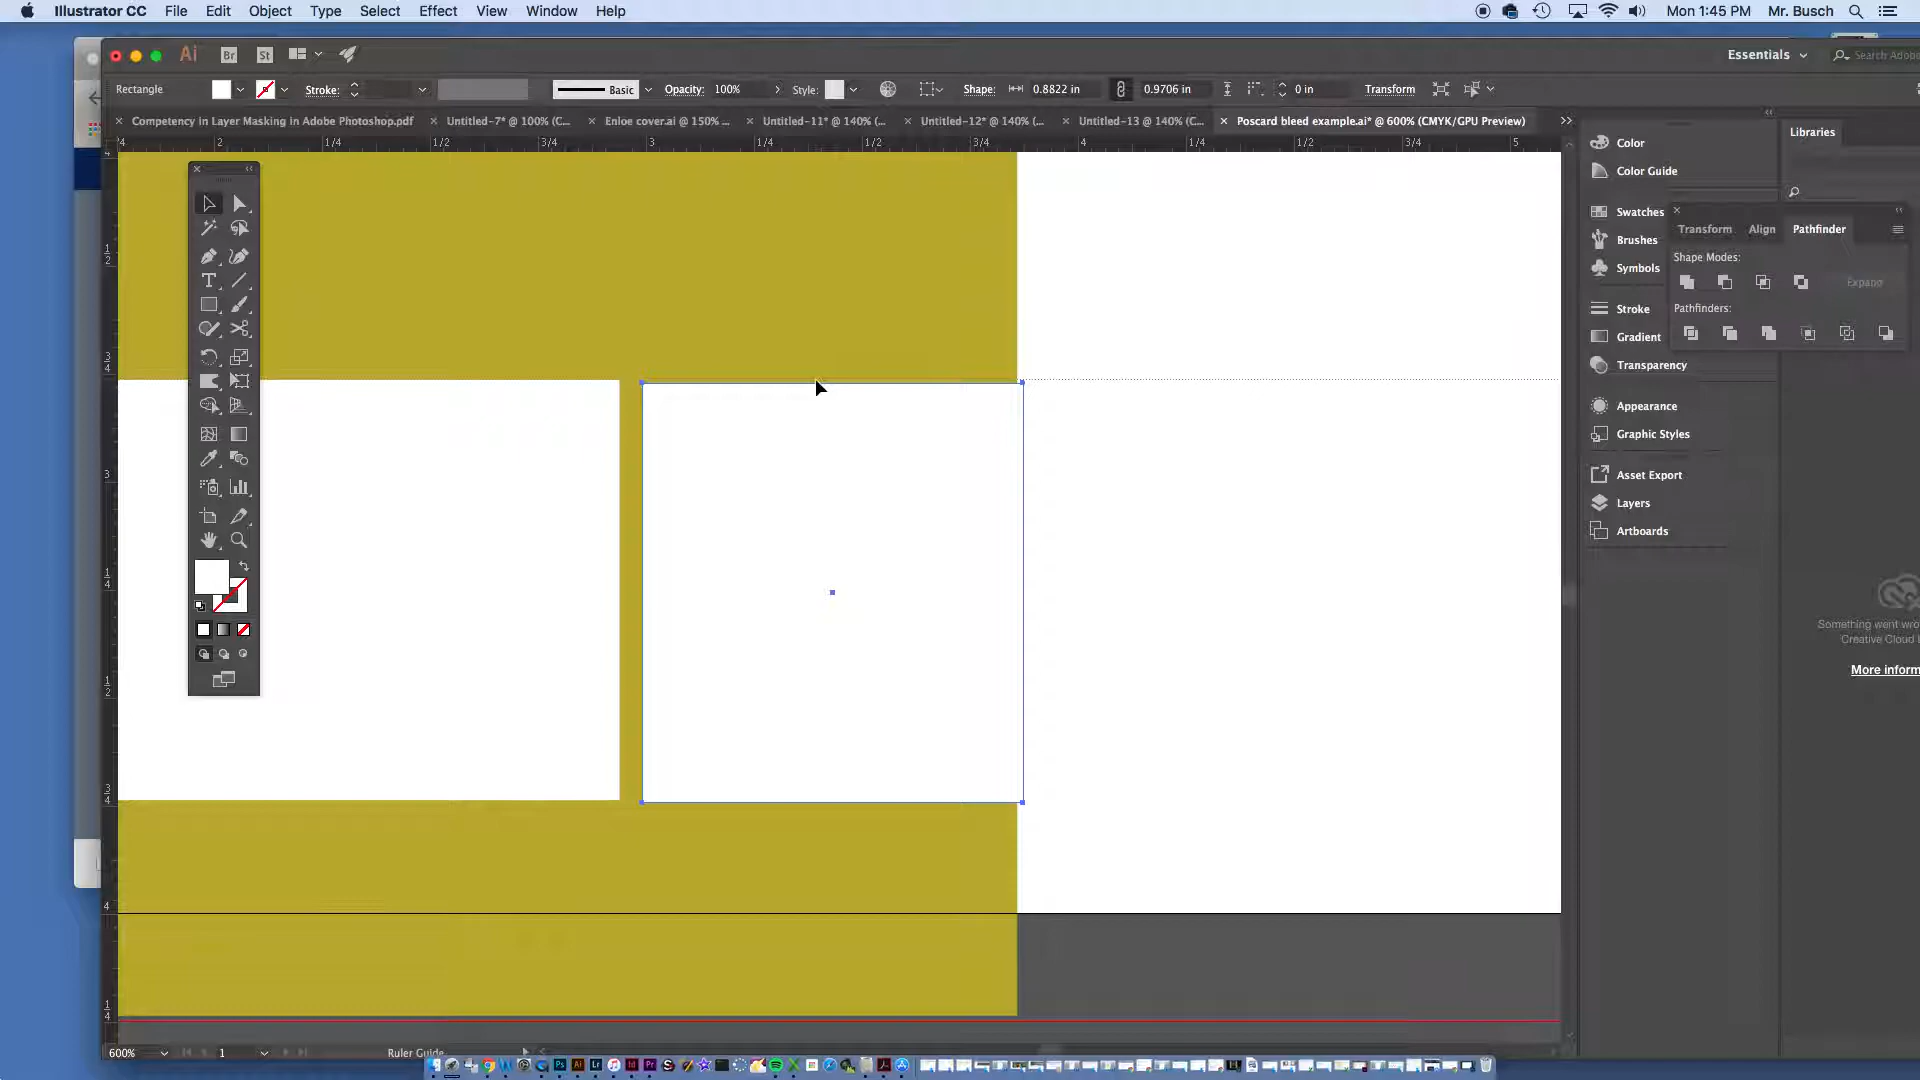 Illustrator CC File Edit Object Type Select Effect View Window Help Mon 1:45 PM Mr. Busch
Ai Br St Essentials Search Adobe
Rectangle Stroke: Basic Opacity: 100% Style: Shape: 0.8822 in 0.9706 in 0 in Transform
Competency in Layer Masking in Adobe Photoshop.pdf Untitled-7* @ 100% (C... Enloe cover.ai @ 150% ... Untitled-11* @ 140% (... Untitled-12* @ 140% (... Untitled-13 @ 140% (C... Poscard bleed example.ai* @ 600% (CMYK/GPU Preview)
4 2 1/4 1/2 3/4 3 1/4 1/2 3/4 4 1/4 1/2 3/4 5
Libraries
Color
Color Guide
Swatches
Brushes
Symbols
Stroke
Gradient
Transparency
Appearance
Graphic Styles
Asset Export
Layers
Artboards
Transform Align Pathfinder
Shape Modes:
Expand
Pathfinders:
Something went wro
Creative Cloud L
More inform
1/2
3/4
3
1/4
1/2
3/4
4
1/4
600% 1 Ruler Guide